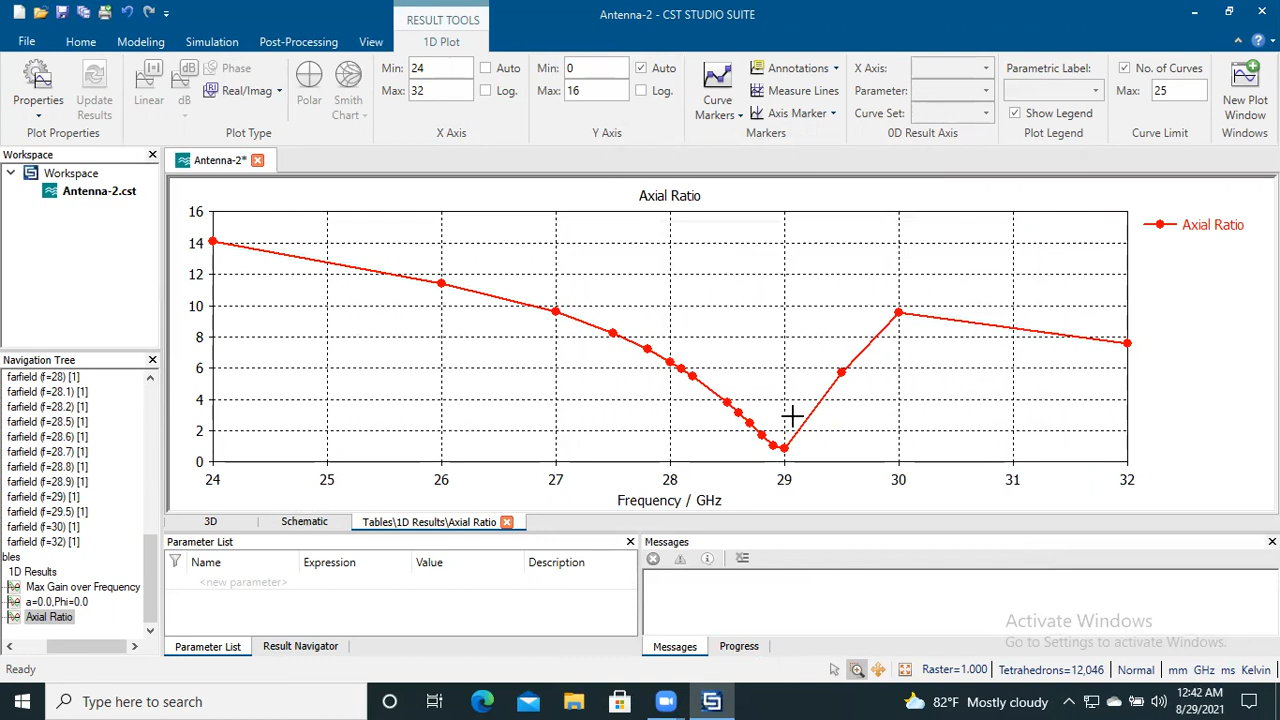 Antenna-2 - CST STUDIO SUITE
RESULT TOOLS
File Home Modeling Simulation Post-Processing View 1D Plot
Properties
Update Results
Plot Properties
Linear
dB
Phase
Real/Imag
Polar
Smith Chart
Plot Type
Min: 24 Auto
Max: 32 Log.
X Axis
Min: 0 Auto
Max: 16 Log.
Y Axis
Curve Markers
Annotations
Measure Lines
Axis Marker
Markers
X Axis:
Parameter:
Curve Set:
0D Result Axis
Parametric Label:
Show Legend
Plot Legend
No. of Curves
Max: 25
Curve Limit
New Plot Window
Windows
Workspace
Workspace
Antenna-2.cst
Navigation Tree
farfield (f=28) [1]
farfield (f=28.1) [1]
farfield (f=28.2) [1]
farfield (f=28.5) [1]
farfield (f=28.6) [1]
farfield (f=28.7) [1]
farfield (f=28.8) [1]
farfield (f=28.9) [1]
farfield (f=29) [1]
farfield (f=29.5) [1]
farfield (f=30) [1]
farfield (f=32) [1]
bles
1D Results
Max Gain over Frequency
a=0.0,Phi=0.0
Axial Ratio
Antenna-2*
Axial Ratio
16
14
12
10
8
6
4
2
0
24 25 26 27 28 29 30 31 32
Frequency / GHz
Axial Ratio
3D Schematic Tables\1D Results\Axial Ratio
Parameter List
Name Expression Value Description
<new parameter>
Parameter List Result Navigator
Messages
Messages Progress
Activate Windows
Go to Settings to activate Windows.
Ready
Raster=1.000 Tetrahedrons=12,046 Normal mm GHz ns Kelvin
Type here to search
82°F Mostly cloudy
12:42 AM
8/29/2021